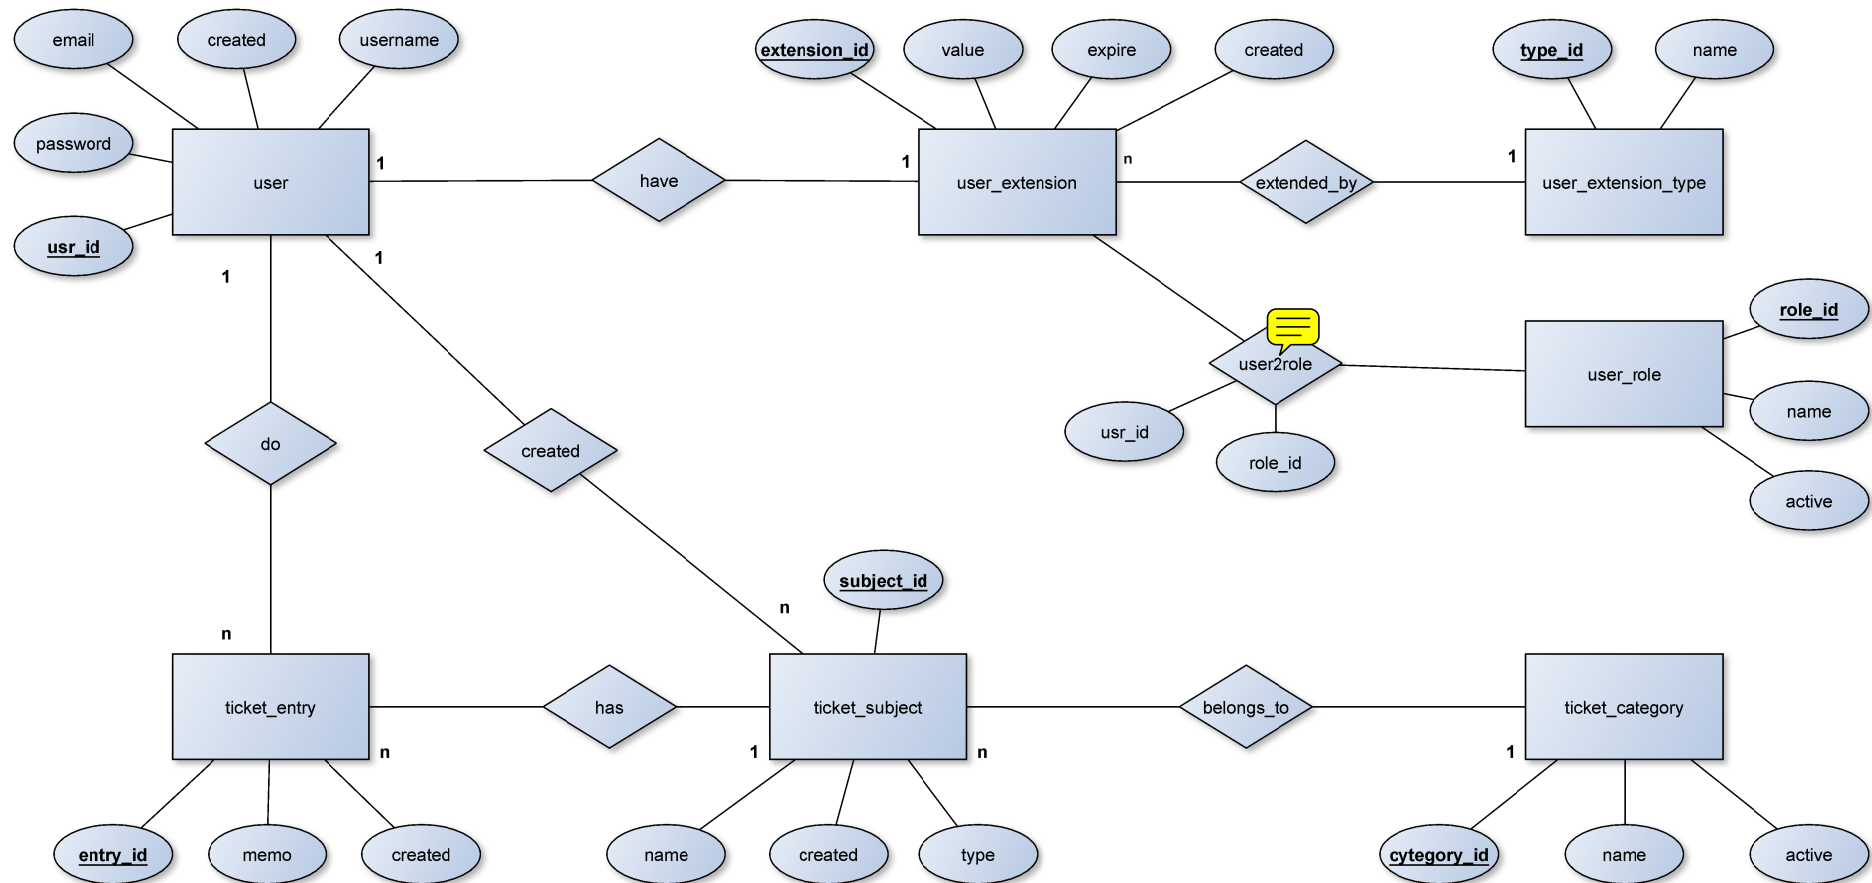 email
created
username
extension_id
value
expire
created
type_id
name
password
1
1
n
1
user
have
user_extension
extended_by
user_extension_type
usr_id
1
1
role_id
user2role
user_role
usr_id
role_id
name
do
created
active
subject_id
n
n
ticket_entry
has
ticket_subject
belongs_to
ticket_category
n
1
n
1
entry_id
memo
created
name
created
type
cytegory_id
name
active